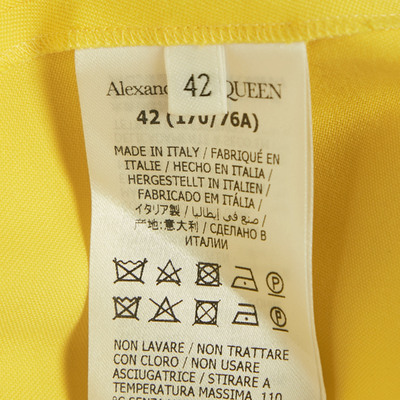 Alexan 42 QUEEN
42 (170/76A)
MADE IN ITALY / FABRIQUÉ EN
ITALIE / HECHO EN ITALIA /
HERGESTELLT IN ITALIEN /
FABRICADO EM ITÁLIA /
イタリア製 / صنع في إيطاليا /
产地:意大利 / СДЕЛАНО В
ИТАЛИИ
P
P
NON LAVARE / NON TRATTARE
CON CLORO / NON USARE
ASCIUGATRICE / STIRARE A
TEMPERATURA MASSIMA 110